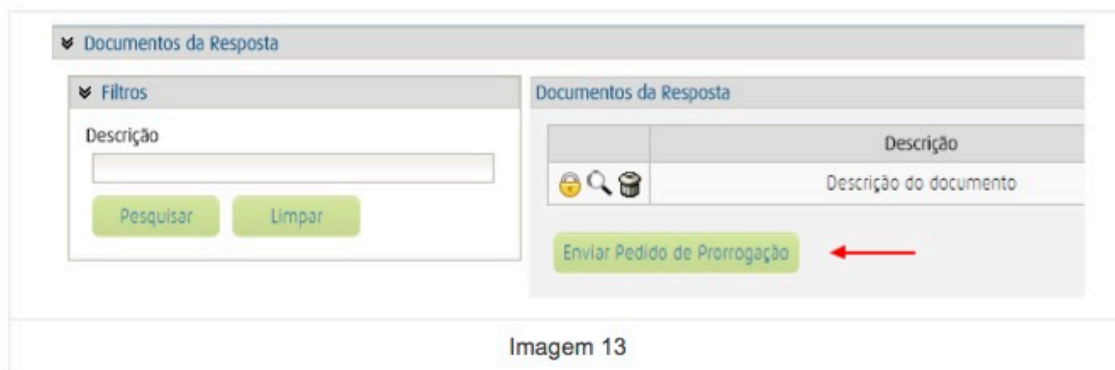 Documentos da Resposta
Filtros
Descrição
Pesquisar
Limpar
Documentos da Resposta
Descrição
Descrição do documento
Enviar Pedido de Prorrogação
Imagem 13